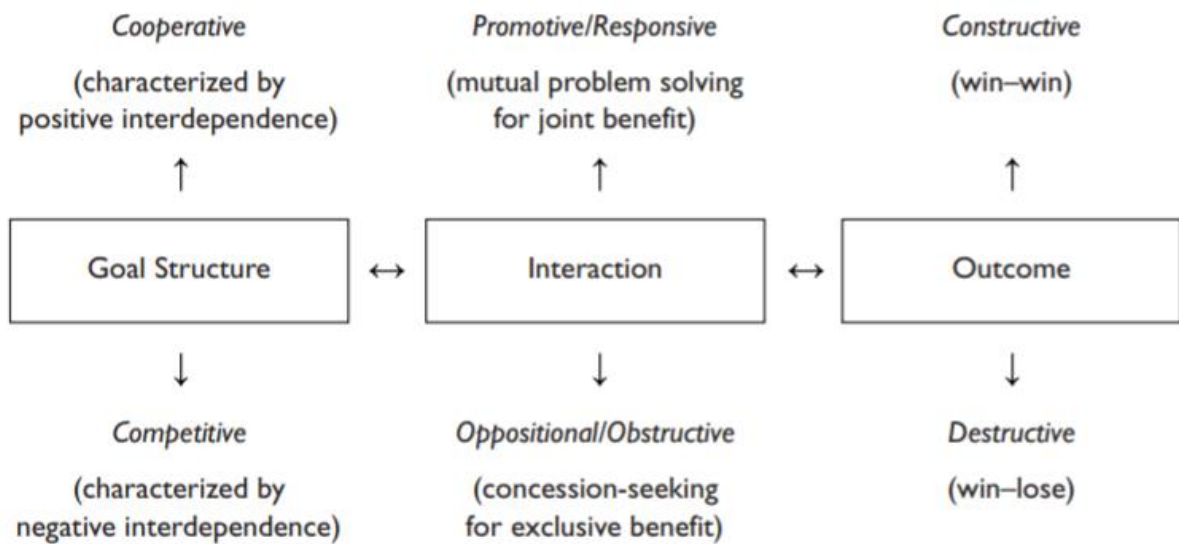 Cooperative
(characterized by
positive interdependence)
Promotive/Responsive
(mutual problem solving
for joint benefit)
Constructive
(win–win)
↑ ↑ ↑
Goal Structure ↔ Interaction ↔ Outcome
↓ ↓ ↓
Competitive
(characterized by
negative interdependence)
Oppositional/Obstructive
(concession-seeking
for exclusive benefit)
Destructive
(win–lose)